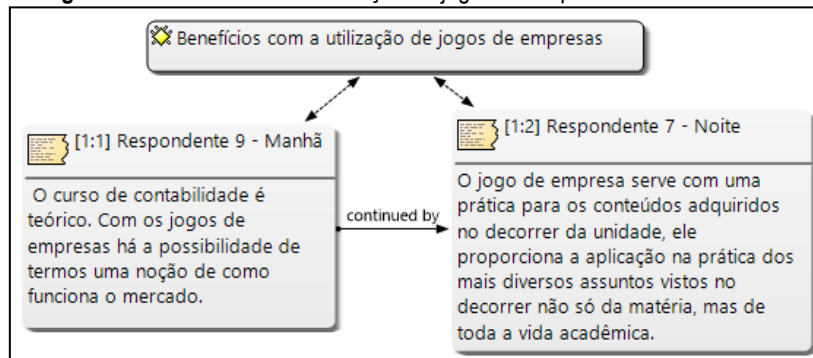 Benefícios com a utilização de jogos de empresas
[1:1] Respondente 9 - Manhã
O curso de contabilidade é
teórico. Com os jogos de
empresas há a possibilidade de
termos uma noção de como
funciona o mercado.
continued by
[1:2] Respondente 7 - Noite
O jogo de empresa serve com uma
prática para os conteúdos adquiridos
no decorrer da unidade, ele
proporciona a aplicação na prática dos
mais diversos assuntos vistos no
decorrer não só da matéria, mas de
toda a vida acadêmica.